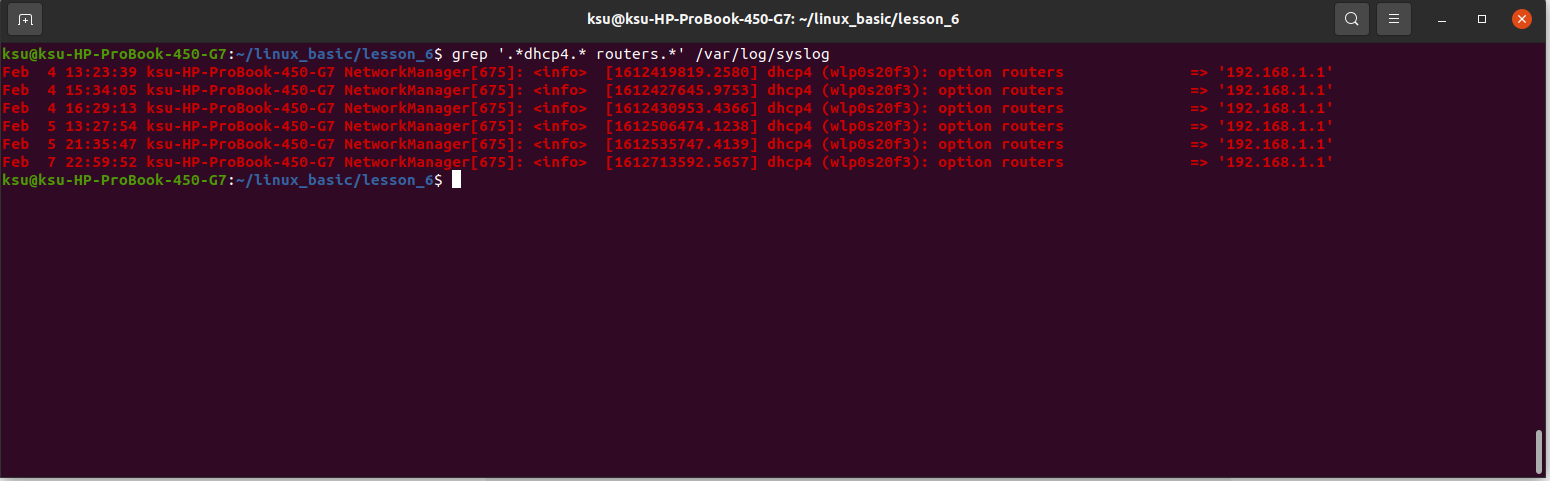 ksu@ksu-HP-ProBook-450-G7: ~/linux_basic/lesson_6
ksu@ksu-HP-ProBook-450-G7:~/linux_basic/lesson_6$ grep '.*dhcp4.* routers.*' /var/log/syslog
Feb  4 13:23:39 ksu-HP-ProBook-450-G7 NetworkManager[675]: <info>  [1612419819.2580] dhcp4 (wlp0s20f3): option routers              => '192.168.1.1'
Feb  4 15:34:05 ksu-HP-ProBook-450-G7 NetworkManager[675]: <info>  [1612427645.9753] dhcp4 (wlp0s20f3): option routers              => '192.168.1.1'
Feb  4 16:29:13 ksu-HP-ProBook-450-G7 NetworkManager[675]: <info>  [1612430953.4366] dhcp4 (wlp0s20f3): option routers              => '192.168.1.1'
Feb  5 13:27:54 ksu-HP-ProBook-450-G7 NetworkManager[675]: <info>  [1612506474.1238] dhcp4 (wlp0s20f3): option routers              => '192.168.1.1'
Feb  5 21:35:47 ksu-HP-ProBook-450-G7 NetworkManager[675]: <info>  [1612535747.4139] dhcp4 (wlp0s20f3): option routers              => '192.168.1.1'
Feb  7 22:59:52 ksu-HP-ProBook-450-G7 NetworkManager[675]: <info>  [1612713592.5657] dhcp4 (wlp0s20f3): option routers              => '192.168.1.1'
ksu@ksu-HP-ProBook-450-G7:~/linux_basic/lesson_6$